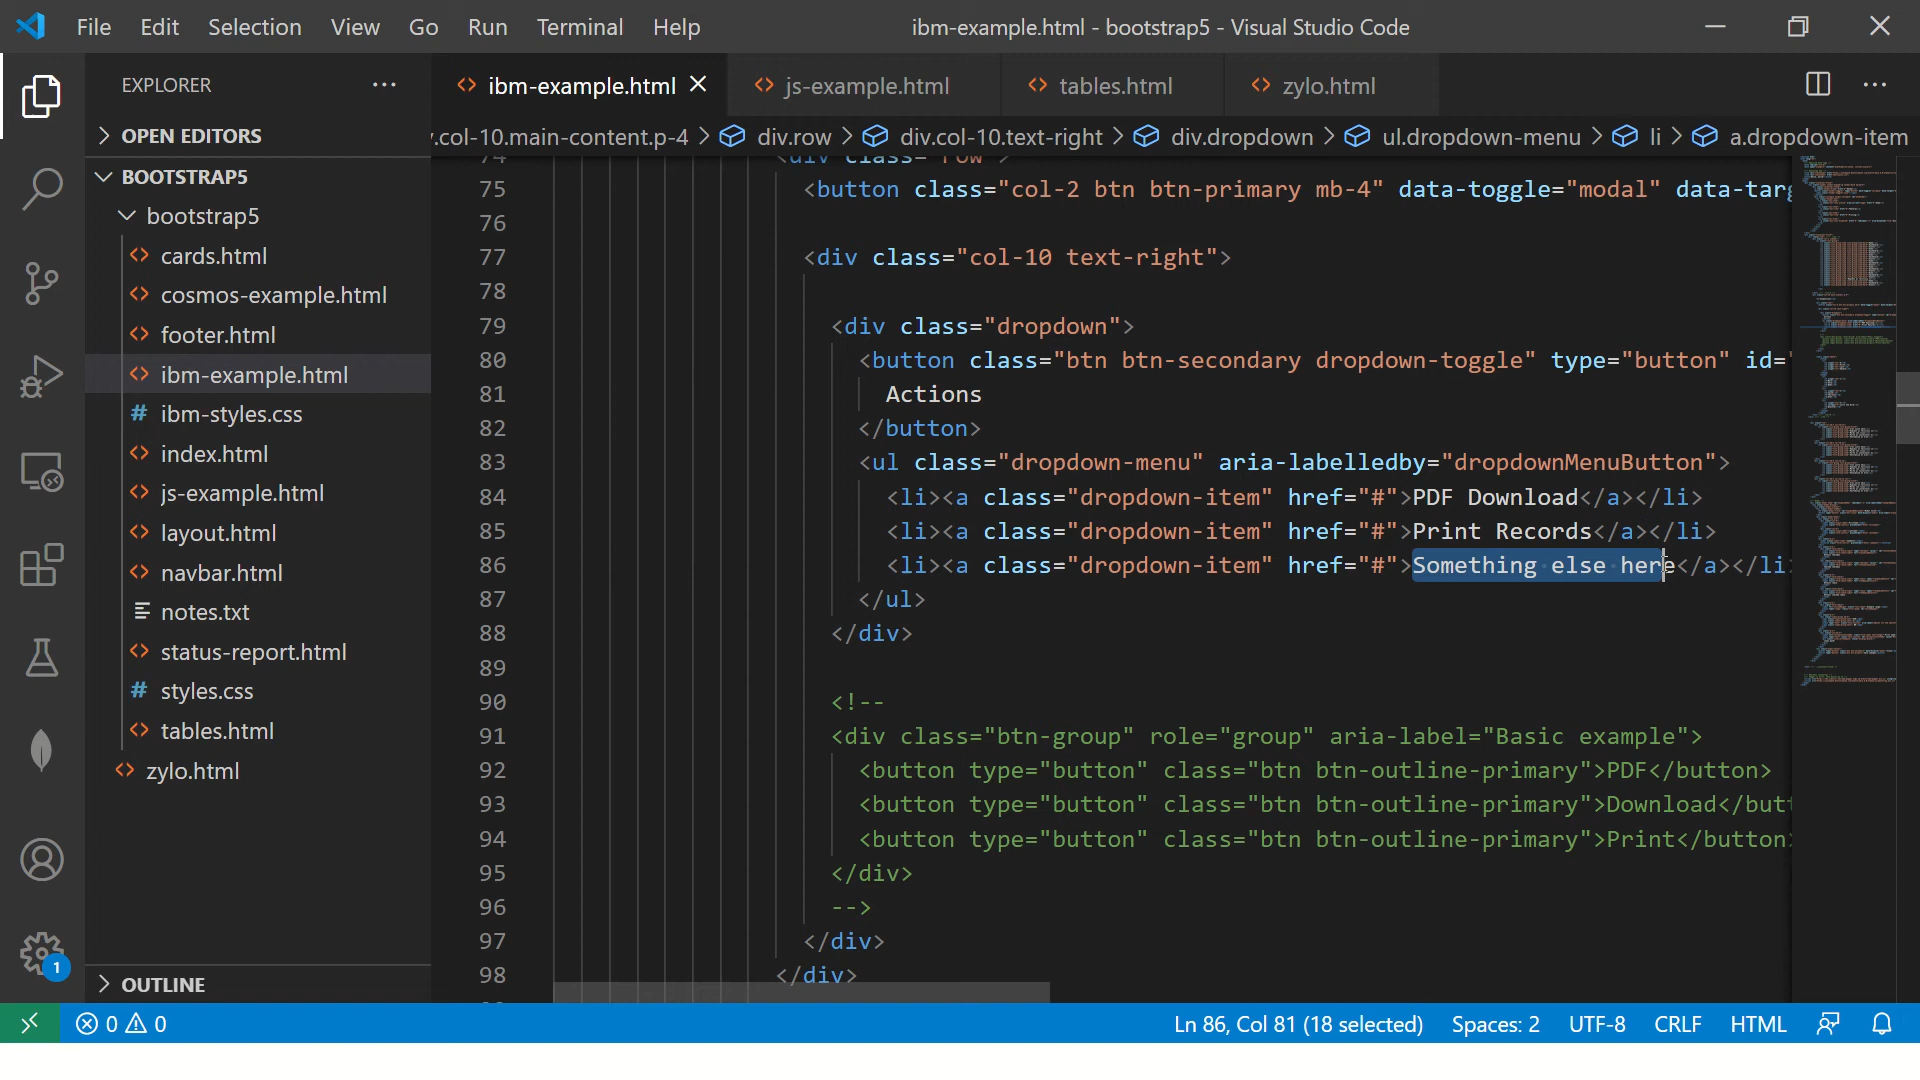 File Edit Selection View Go Run Terminal Help ibm-example.html - bootstrap5 - Visual Studio Code
EXPLORER
OPEN EDITORS
BOOTSTRAP5
bootstrap5
cards.html
cosmos-example.html
footer.html
ibm-example.html
ibm-styles.css
index.html
js-example.html
layout.html
navbar.html
notes.txt
status-report.html
styles.css
tables.html
zylo.html
OUTLINE
1
ibm-example.html js-example.html tables.html zylo.html
.col-10.main-content.p-4 > div.row > div.col-10.text-right > div.dropdown > ul.dropdown-menu > li > a.dropdown-item
74 <div class="row">
75 <button class="col-2 btn btn-primary mb-4" data-toggle="modal" data-targ
76
77 <div class="col-10 text-right">
78
79 <div class="dropdown">
80 <button class="btn btn-secondary dropdown-toggle" type="button" id="
81 Actions
82 </button>
83 <ul class="dropdown-menu" aria-labelledby="dropdownMenuButton">
84 <li><a class="dropdown-item" href="#">PDF Download</a></li>
85 <li><a class="dropdown-item" href="#">Print Records</a></li>
86 <li><a class="dropdown-item" href="#">Something else here</a></li>
87 </ul>
88 </div>
89
90 <!--
91 <div class="btn-group" role="group" aria-label="Basic example">
92 <button type="button" class="btn btn-outline-primary">PDF</button>
93 <button type="button" class="btn btn-outline-primary">Download</butt
94 <button type="button" class="btn btn-outline-primary">Print</button>
95 </div>
96 -->
97 </div>
98 </div>
0 0 Ln 86, Col 81 (18 selected) Spaces: 2 UTF-8 CRLF HTML